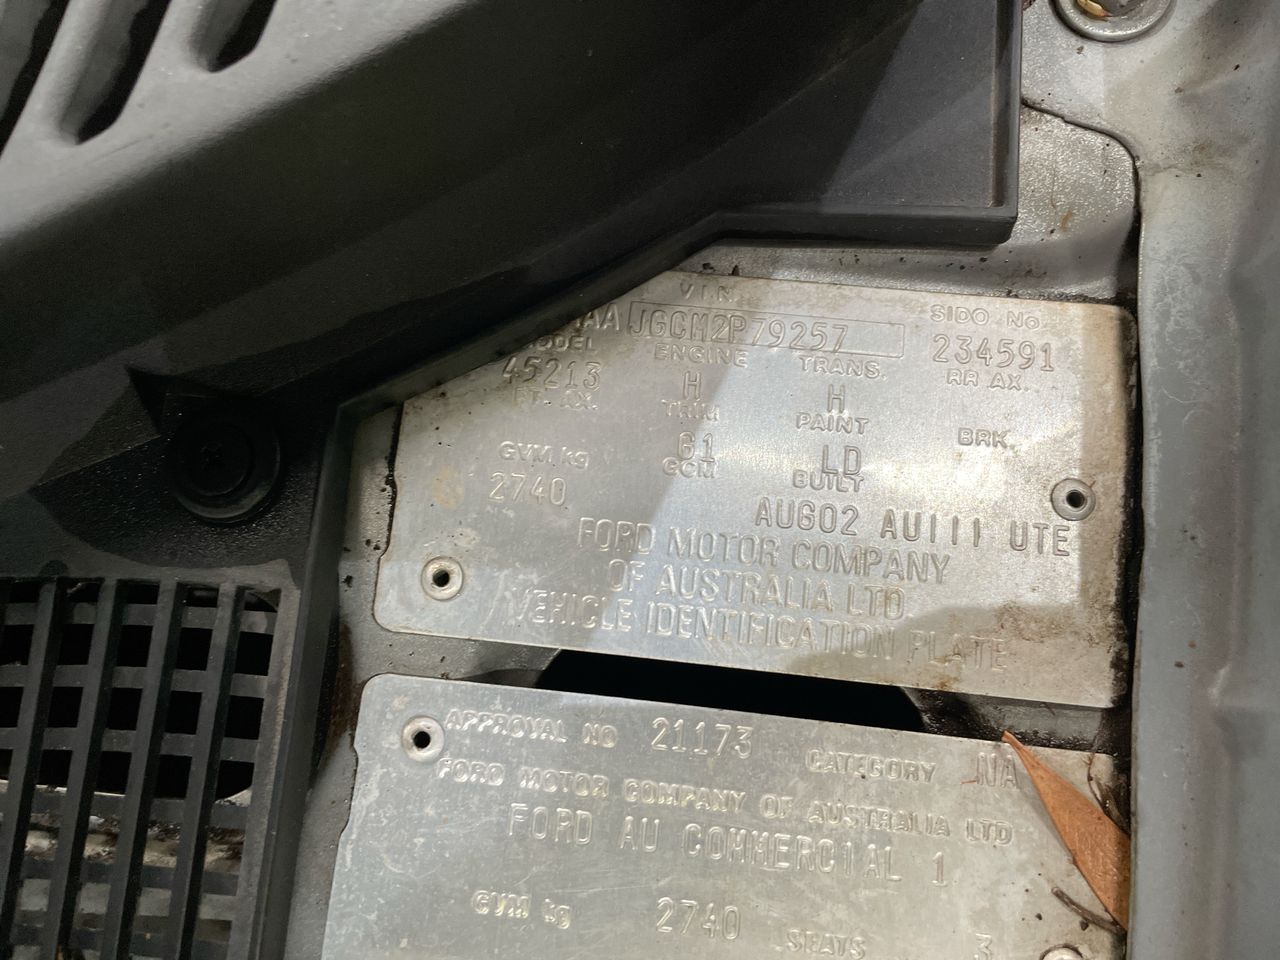 V.I.N. SIDO NO
AA JGCM2P79257 234591
MODEL ENGINE TRANS. RR AX.
45213 H H
FT. AX. TRIM PAINT BRK.
G1 LD
GVM kg GCM BUILT
2740 AUG02 AUIII UTE
FORD MOTOR COMPANY
OF AUSTRALIA LTD
VEHICLE IDENTIFICATION PLATE
APPROVAL NO 21173 CATEGORY NA
FORD MOTOR COMPANY OF AUSTRALIA LTD
FORD AU COMMERCIAL 1
GVM kg 2740 SEATS 3